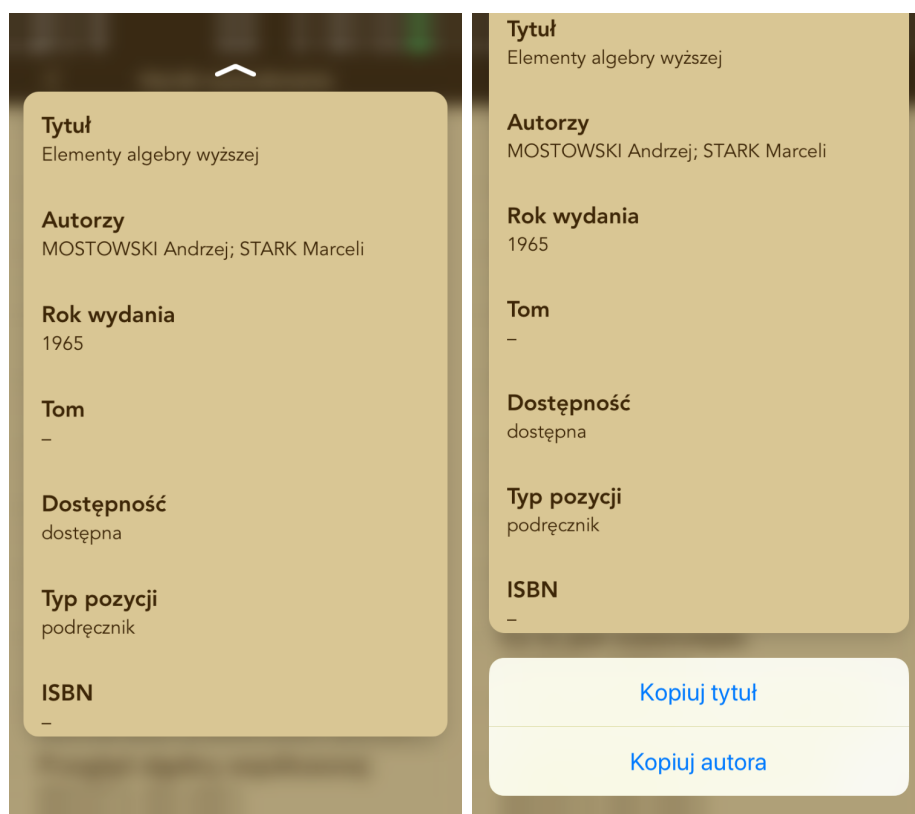 Tytuł
Elementy algebry wyższej
Autorzy
MOSTOWSKI Andrzej; STARK Marceli
Rok wydania
1965
Tom
–
Dostępność
dostępna
Typ pozycji
podręcznik
ISBN
–
Tytuł
Elementy algebry wyższej
Autorzy
MOSTOWSKI Andrzej; STARK Marceli
Rok wydania
1965
Tom
–
Dostępność
dostępna
Typ pozycji
podręcznik
ISBN
–
Kopiuj tytuł
Kopiuj autora